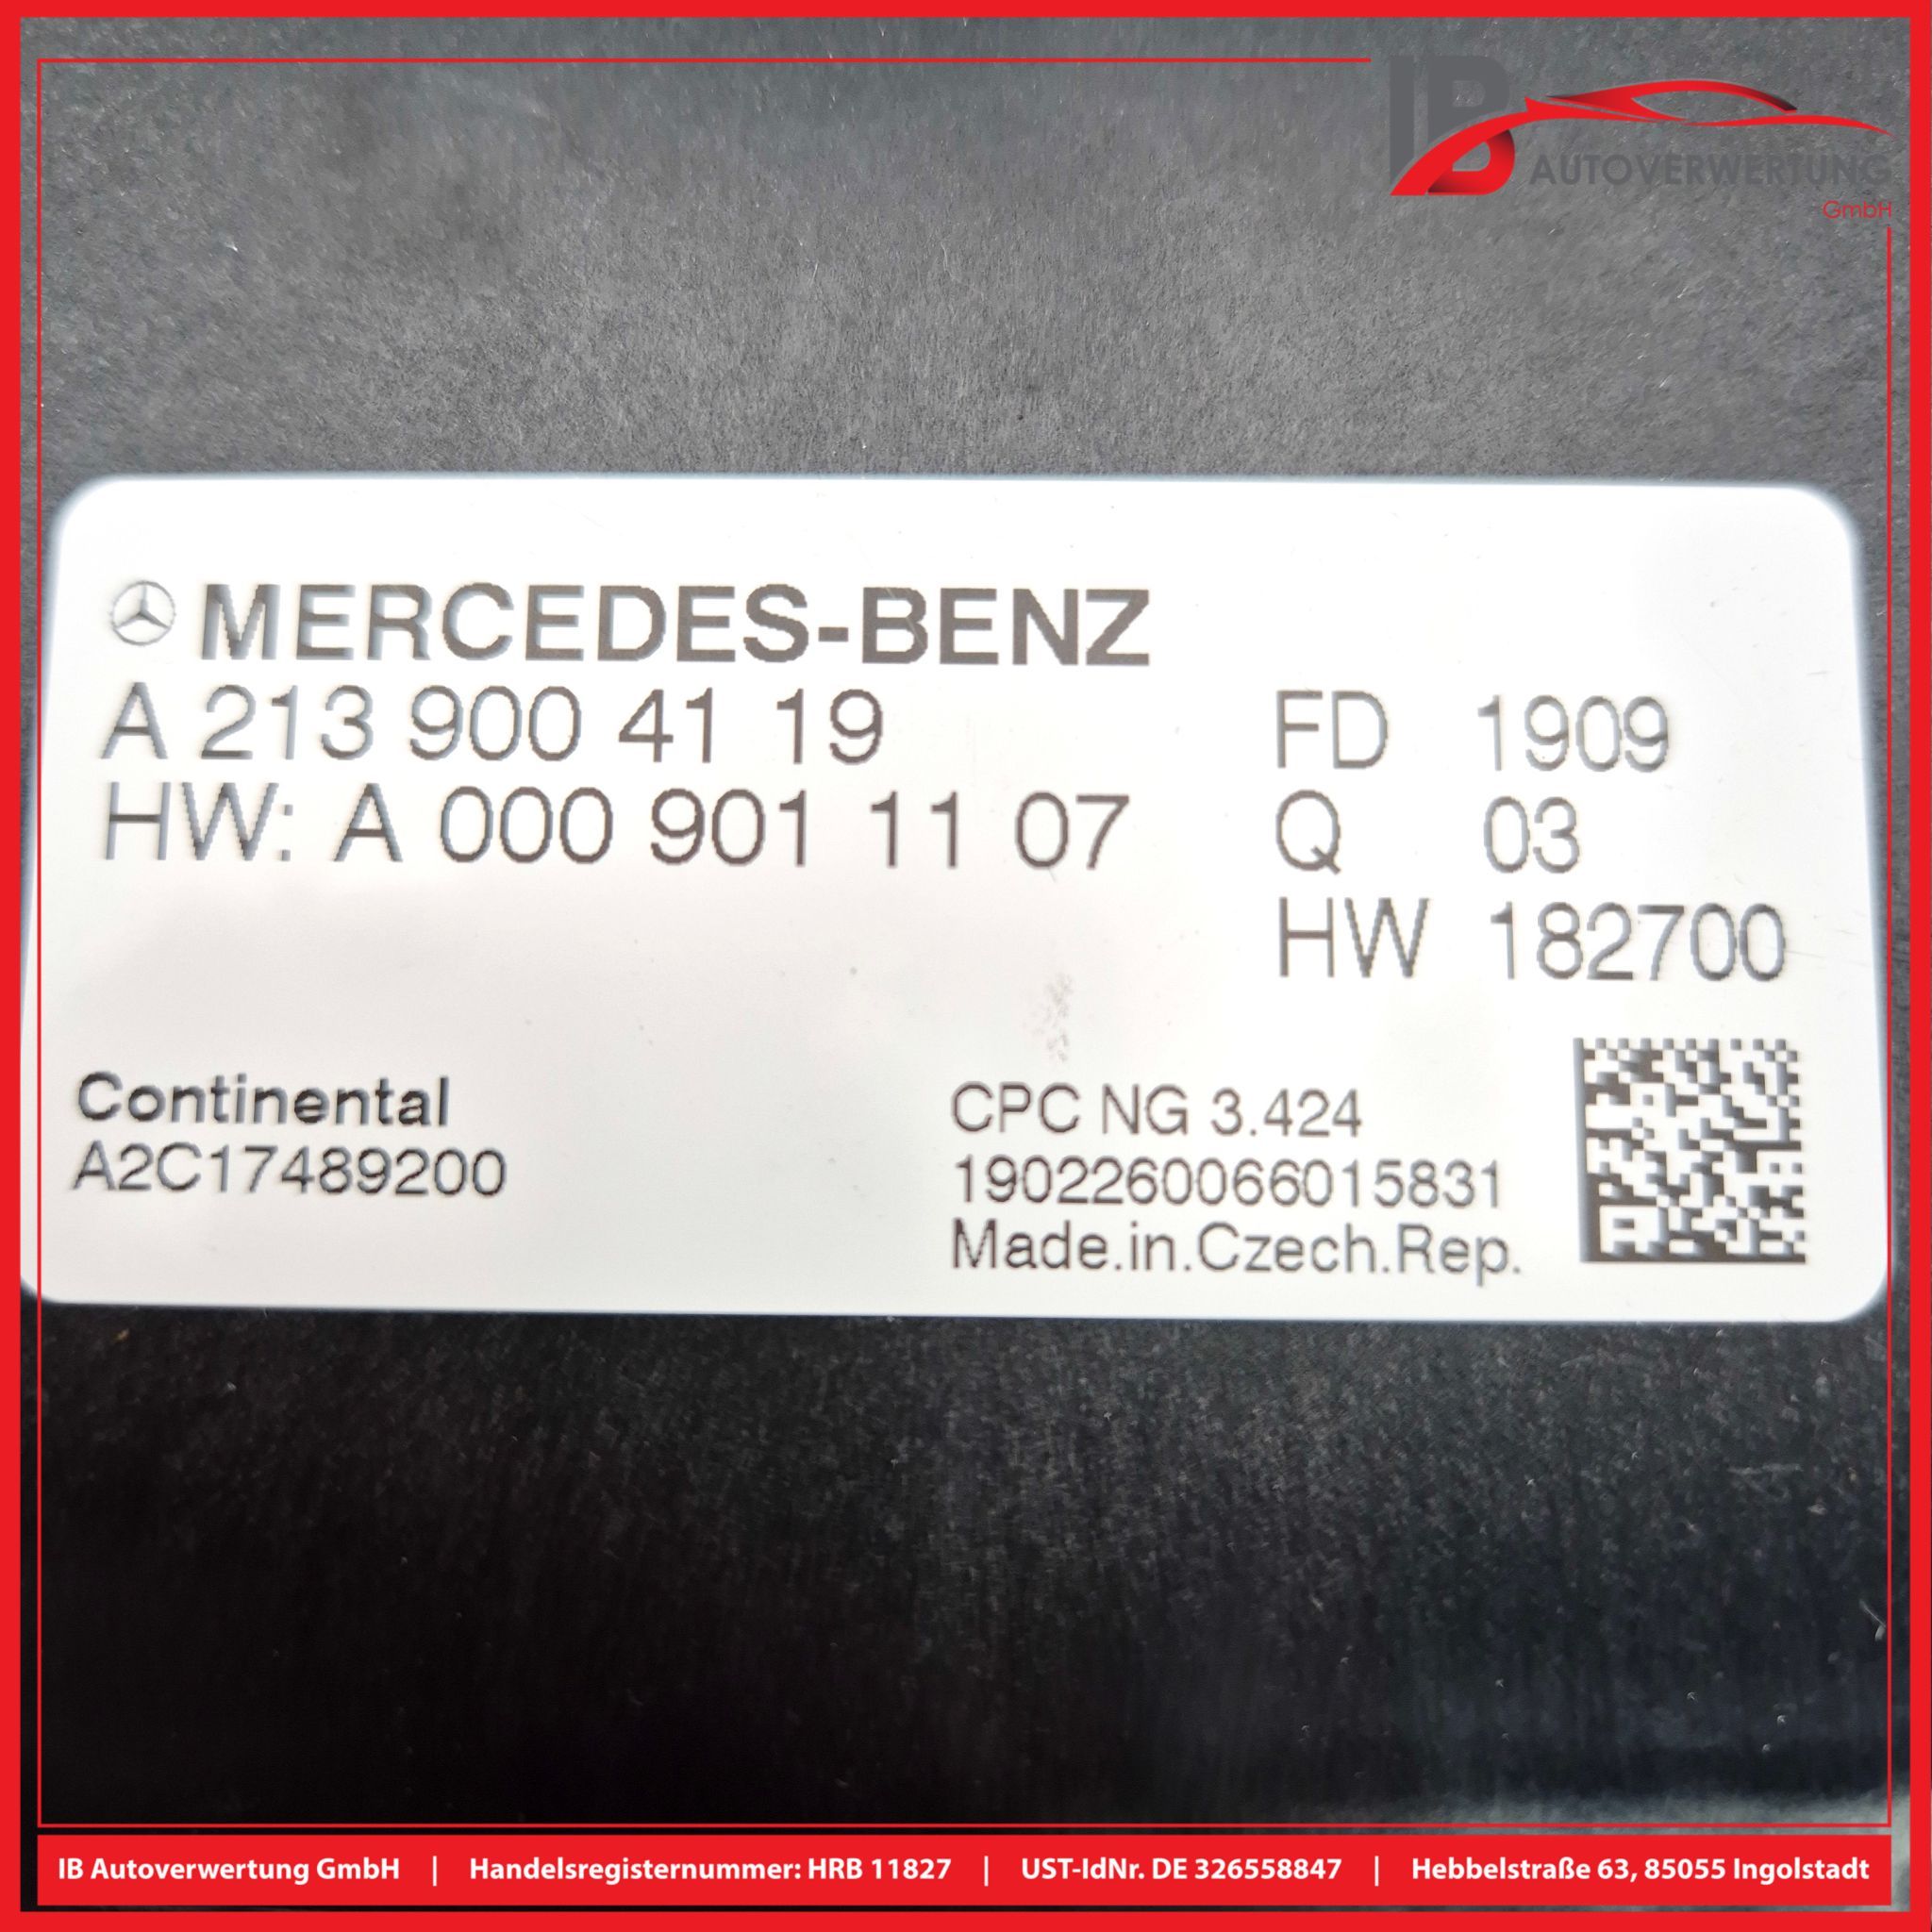 IB
AUTOVERWERTUNG
GmbH
MERCEDES-BENZ
A 213 900 41 19
FD 1909
HW: A 000 901 11 07
Q 03
HW 182700
Continental
A2C17489200
CPC NG 3.424
1902260066015831
Made.in.Czech.Rep.
IB Autoverwertung GmbH | Handelsregisternummer: HRB 11827 | UST-IdNr. DE 326558847 | Hebbelstraße 63, 85055 Ingolstadt